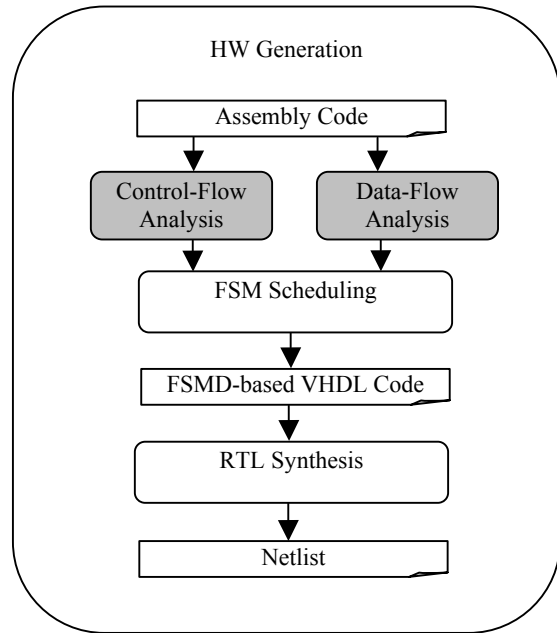 HW Generation
Assembly Code
Control-Flow
Analysis
Data-Flow
Analysis
FSM Scheduling
FSMD-based VHDL Code
RTL Synthesis
Netlist